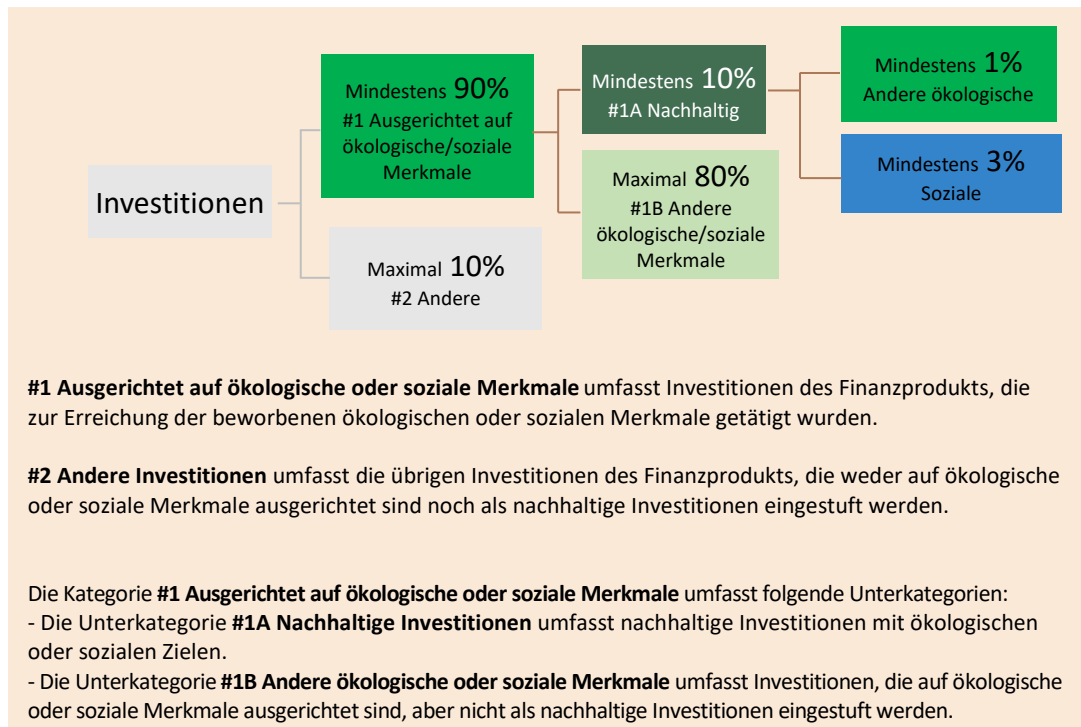 Investitionen
Mindestens 90%
#1 Ausgerichtet auf
ökologische/soziale
Merkmale
Maximal 10%
#2 Andere
Mindestens 10%
#1A Nachhaltig
Maximal 80%
#1B Andere
ökologische/soziale
Merkmale
Mindestens 1%
Andere ökologische
Mindestens 3%
Soziale
#1 Ausgerichtet auf ökologische oder soziale Merkmale umfasst Investitionen des Finanzprodukts, die
zur Erreichung der beworbenen ökologischen oder sozialen Merkmale getätigt wurden.
#2 Andere Investitionen umfasst die übrigen Investitionen des Finanzprodukts, die weder auf ökologische
oder soziale Merkmale ausgerichtet sind noch als nachhaltige Investitionen eingestuft werden.
Die Kategorie #1 Ausgerichtet auf ökologische oder soziale Merkmale umfasst folgende Unterkategorien:
- Die Unterkategorie #1A Nachhaltige Investitionen umfasst nachhaltige Investitionen mit ökologischen
oder sozialen Zielen.
- Die Unterkategorie #1B Andere ökologische oder soziale Merkmale umfasst Investitionen, die auf ökologische
oder soziale Merkmale ausgerichtet sind, aber nicht als nachhaltige Investitionen eingestuft werden.